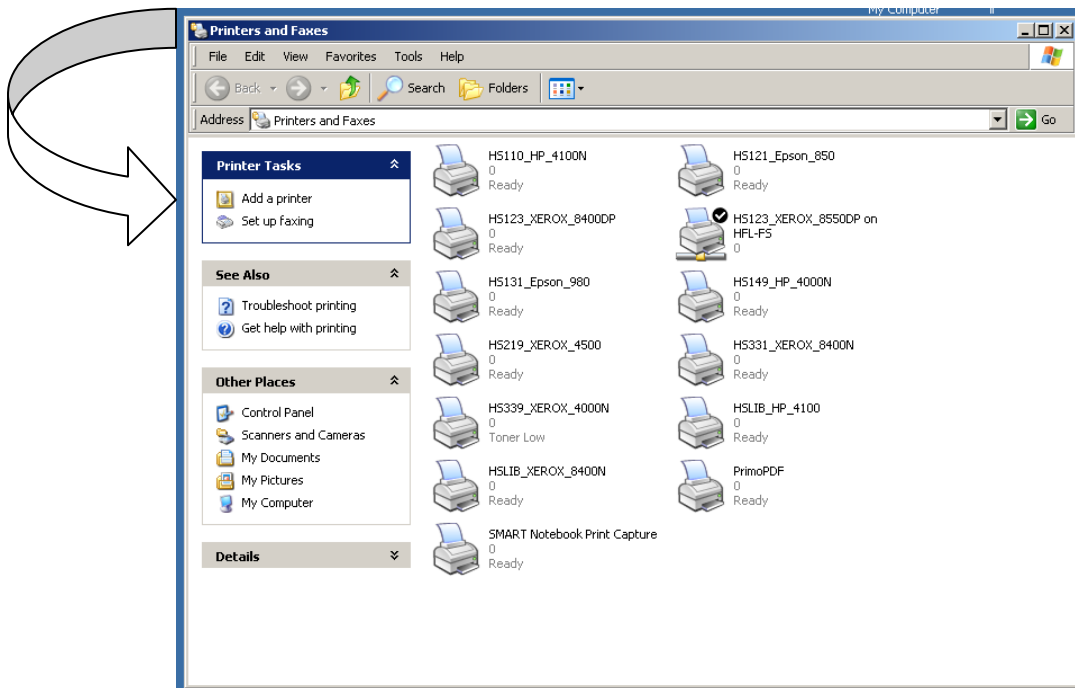 My Computer
Printers and Faxes
File Edit View Favorites Tools Help
Back Search Folders
Address Printers and Faxes Go
Printer Tasks
Add a printer
Set up faxing
See Also
Troubleshoot printing
Get help with printing
Other Places
Control Panel
Scanners and Cameras
My Documents
My Pictures
My Computer
Details
HS110_HP_4100N
0
Ready
HS121_Epson_850
0
Ready
HS123_XEROX_8400DP
0
Ready
HS123_XEROX_8550DP on
HFL-FS
0
HS131_Epson_980
0
Ready
HS149_HP_4000N
0
Ready
HS219_XEROX_4500
0
Ready
HS331_XEROX_8400N
0
Ready
HS339_XEROX_4000N
0
Toner Low
HSLIB_HP_4100
0
Ready
HSLIB_XEROX_8400N
0
Ready
PrimoPDF
0
Ready
SMART Notebook Print Capture
0
Ready